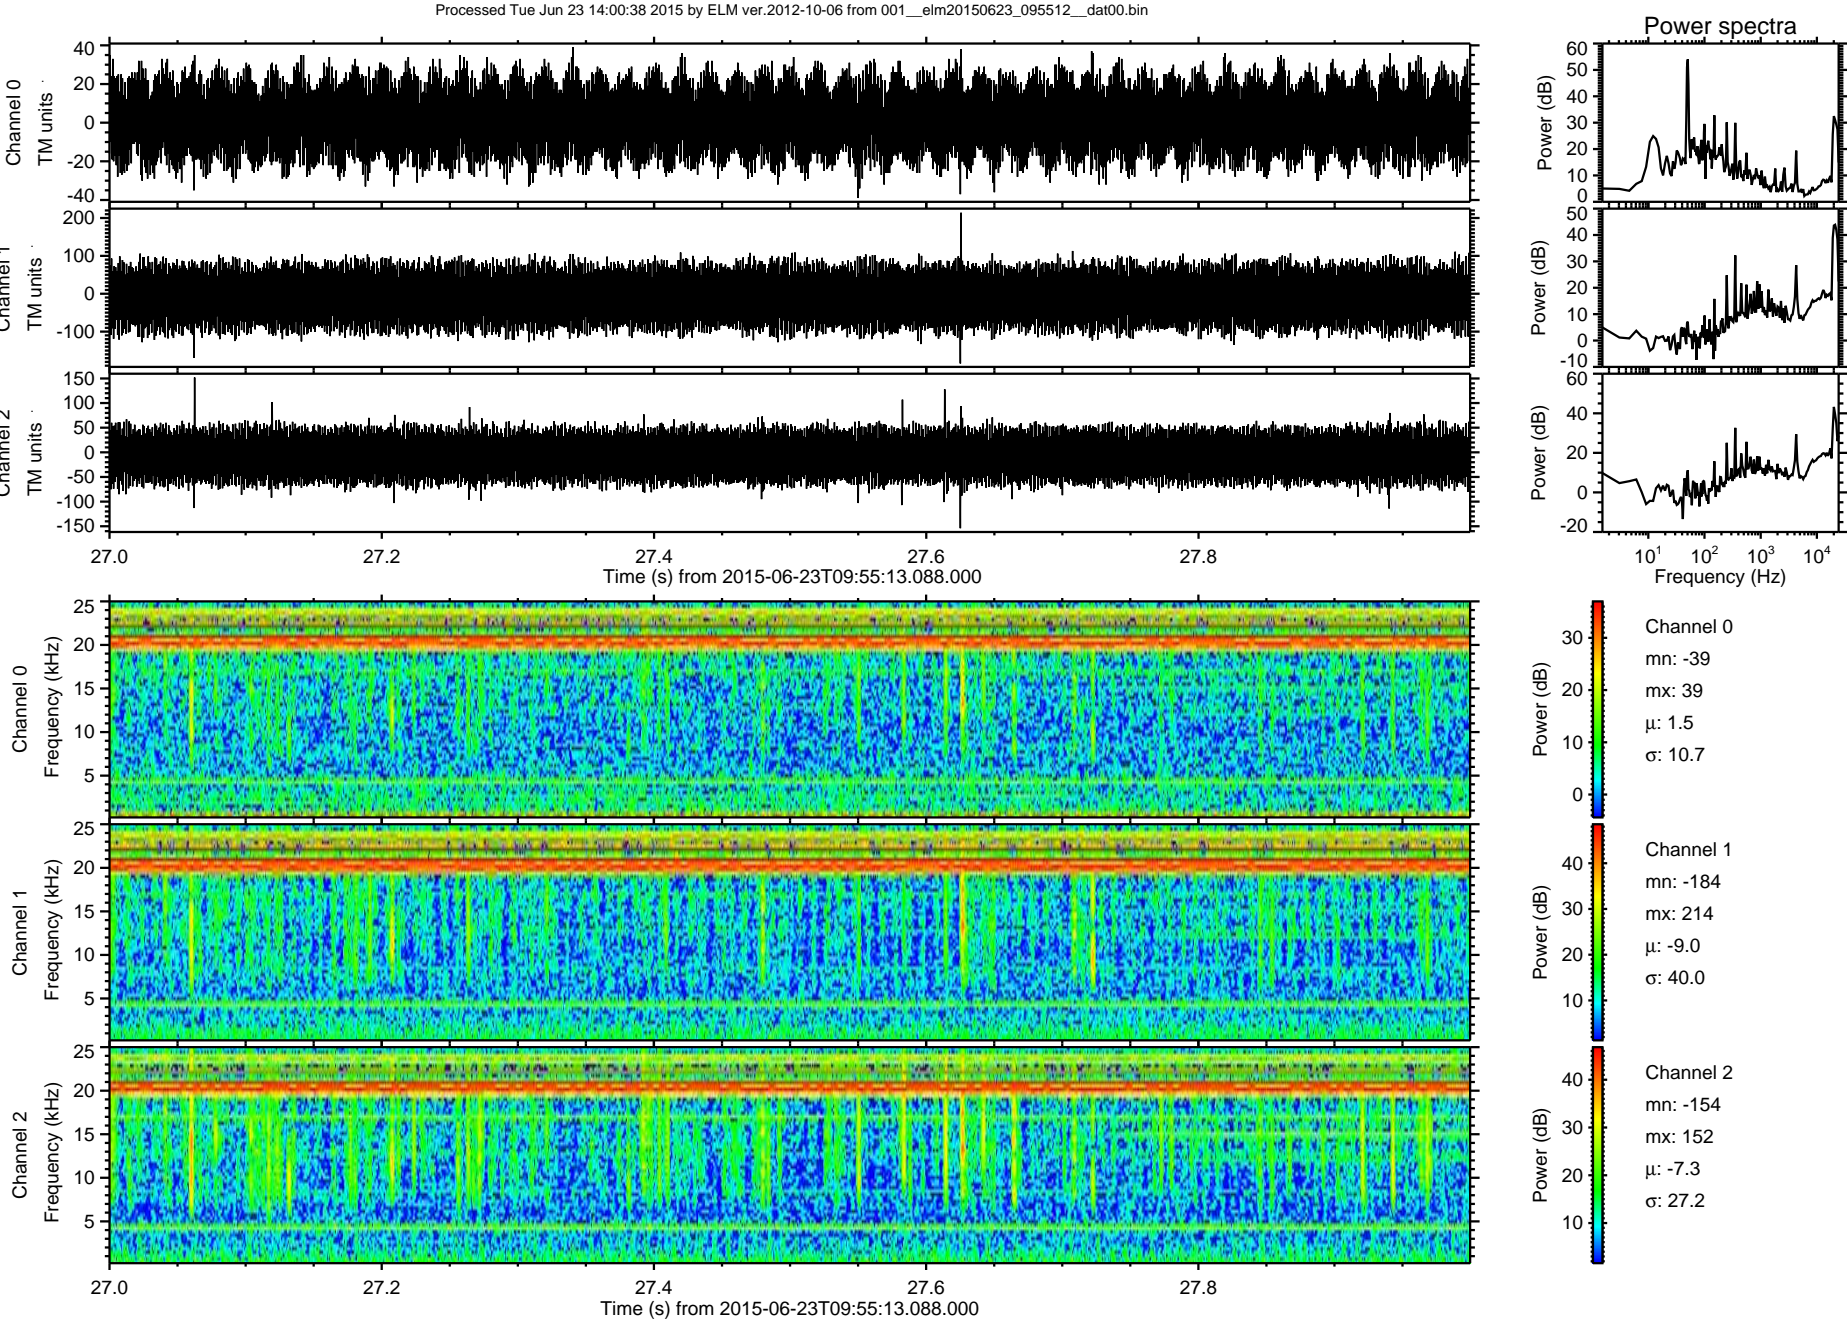 Processed Tue Jun 23 14:00:38 2015 by ELM ver.2012-10-06 from 001__elm20150623_095512__dat00.bin
Power spectra
Channel 0
TM units
40
20
0
-20
-40
Power (dB)
60
50
40
30
20
10
0
Channel 1
TM units
200
100
0
-100
Power (dB)
50
40
30
20
10
0
-10
Channel 2
TM units
150
100
50
0
-50
-100
-150
Power (dB)
60
40
20
0
-20
27.0 27.2 27.4 27.6 27.8
Time (s) from 2015-06-23T09:55:13.088.000
10¹ 10² 10³ 10⁴
Frequency (Hz)
Channel 0
Frequency (kHz)
25
20
15
10
5
Power (dB)
30
20
10
0
Channel 0
mn: -39
mx: 39
μ: 1.5
σ: 10.7
Channel 1
Frequency (kHz)
25
20
15
10
5
Power (dB)
40
30
20
10
Channel 1
mn: -184
mx: 214
μ: -9.0
σ: 40.0
Channel 2
Frequency (kHz)
25
20
15
10
5
Power (dB)
40
30
20
10
Channel 2
mn: -154
mx: 152
μ: -7.3
σ: 27.2
27.0 27.2 27.4 27.6 27.8
Time (s) from 2015-06-23T09:55:13.088.000